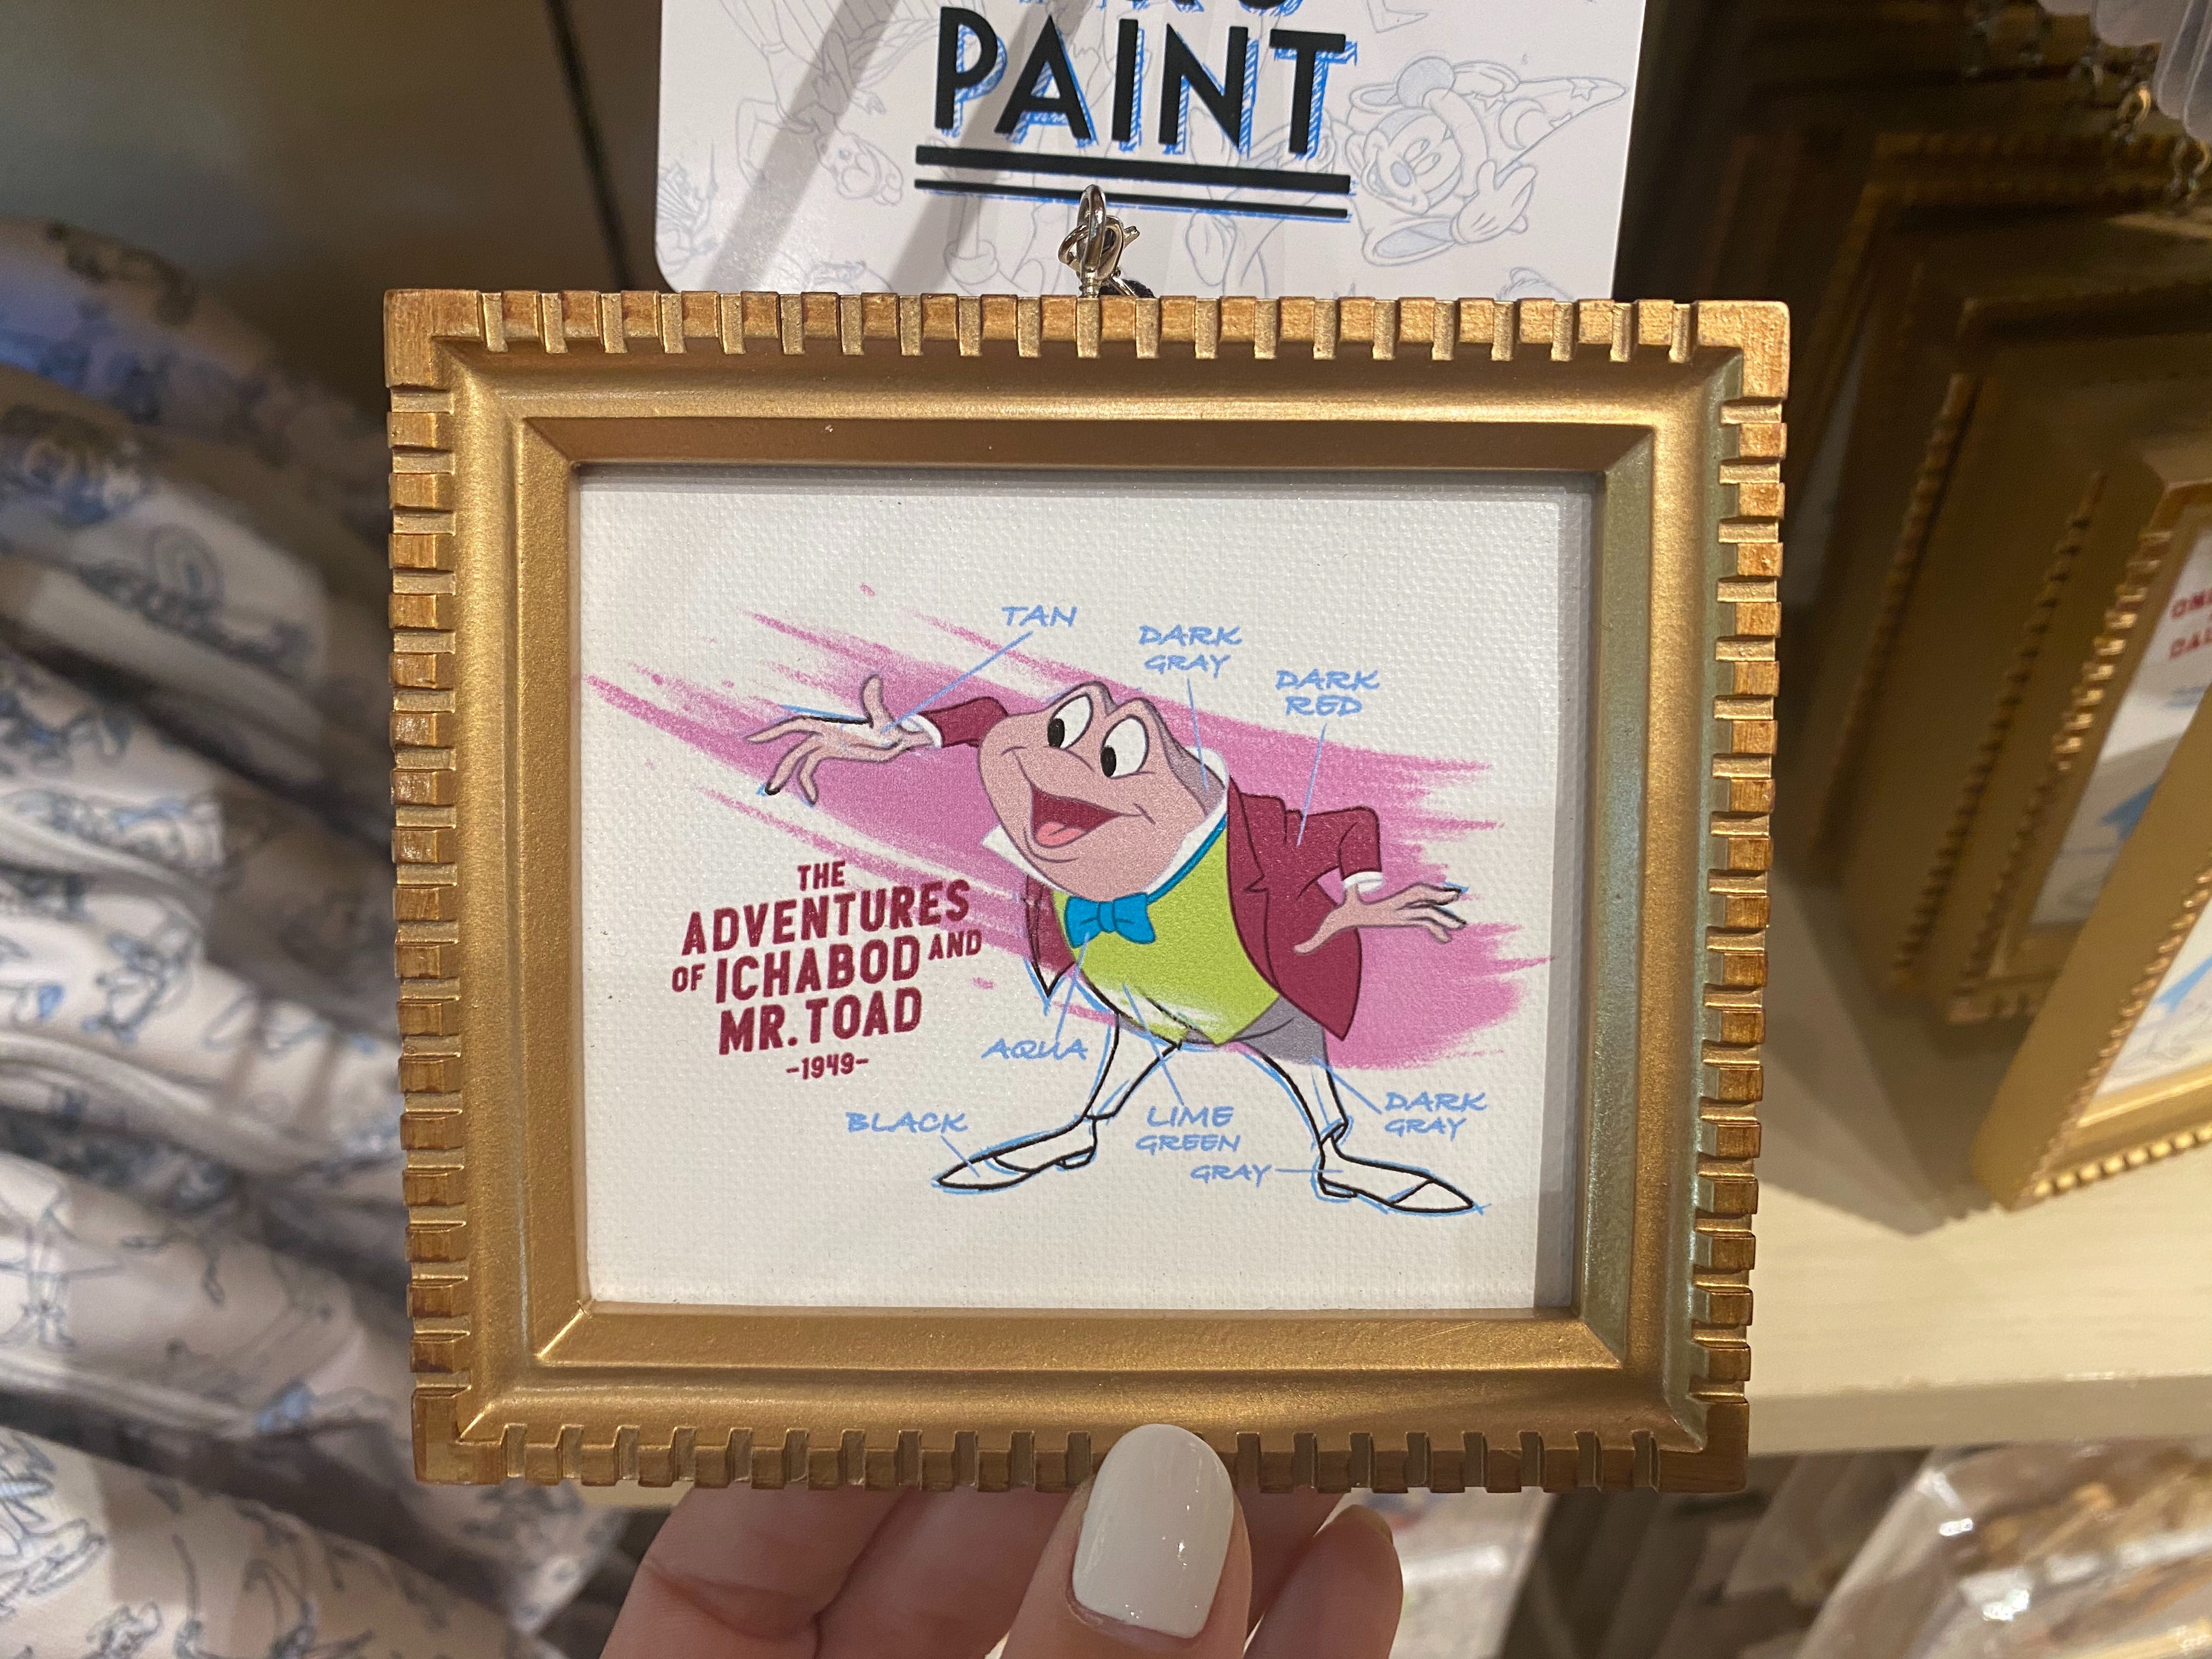 PAINT
TAN
DARK
GRAY
DARK
RED
THE
ADVENTURES
OF ICHABOD AND
MR. TOAD
-1949-
AQUA
BLACK
LIME
GREEN
DARK
GRAY
GRAY